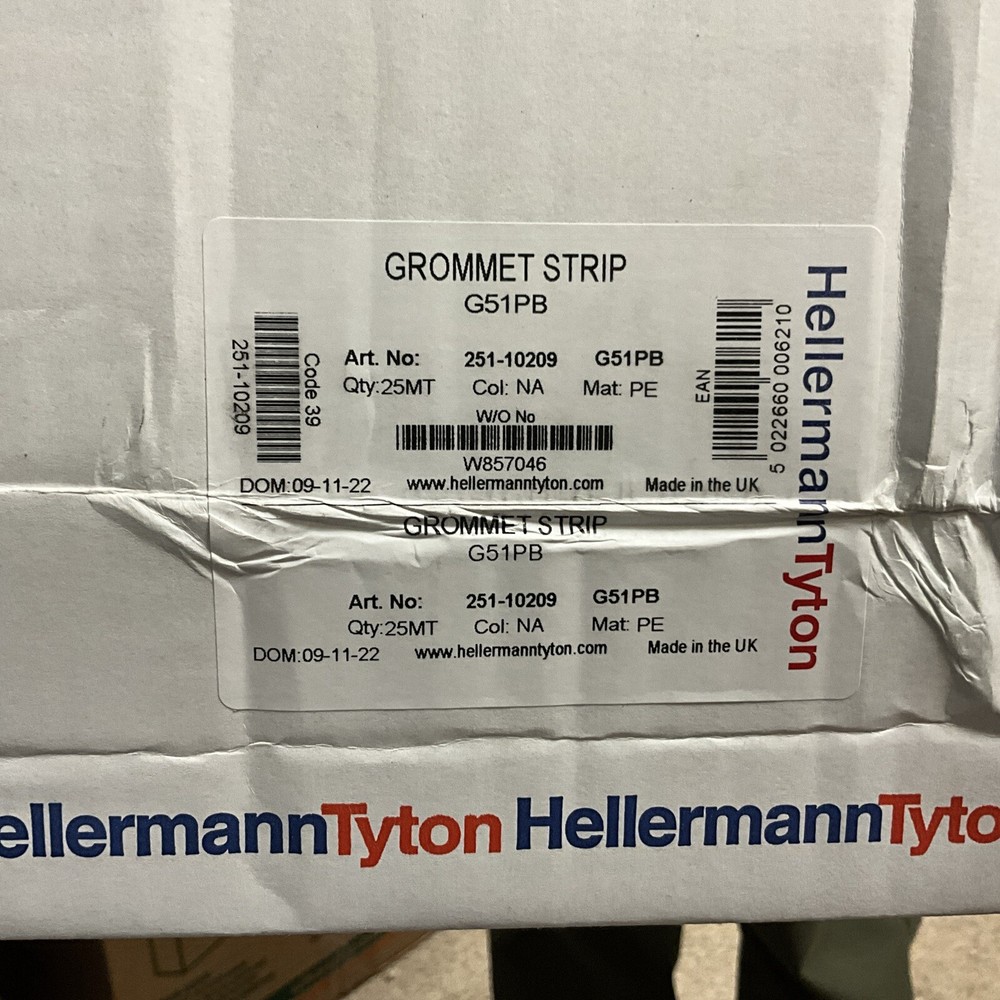 GROMMET STRIP
G51PB
251-10209
Code 39
Art. No: 251-10209 G51PB
Qty:25MT Col: NA Mat: PE
W/O No
W857046
EAN
5 022660 006210
DOM:09-11-22 www.hellermanntyton.com Made in the UK
HellermannTyton
GROMMET STRIP
G51PB
Art. No: 251-10209 G51PB
Qty:25MT Col: NA Mat: PE
DOM:09-11-22 www.hellermanntyton.com Made in the UK
ellermannTyton HellermannTyto